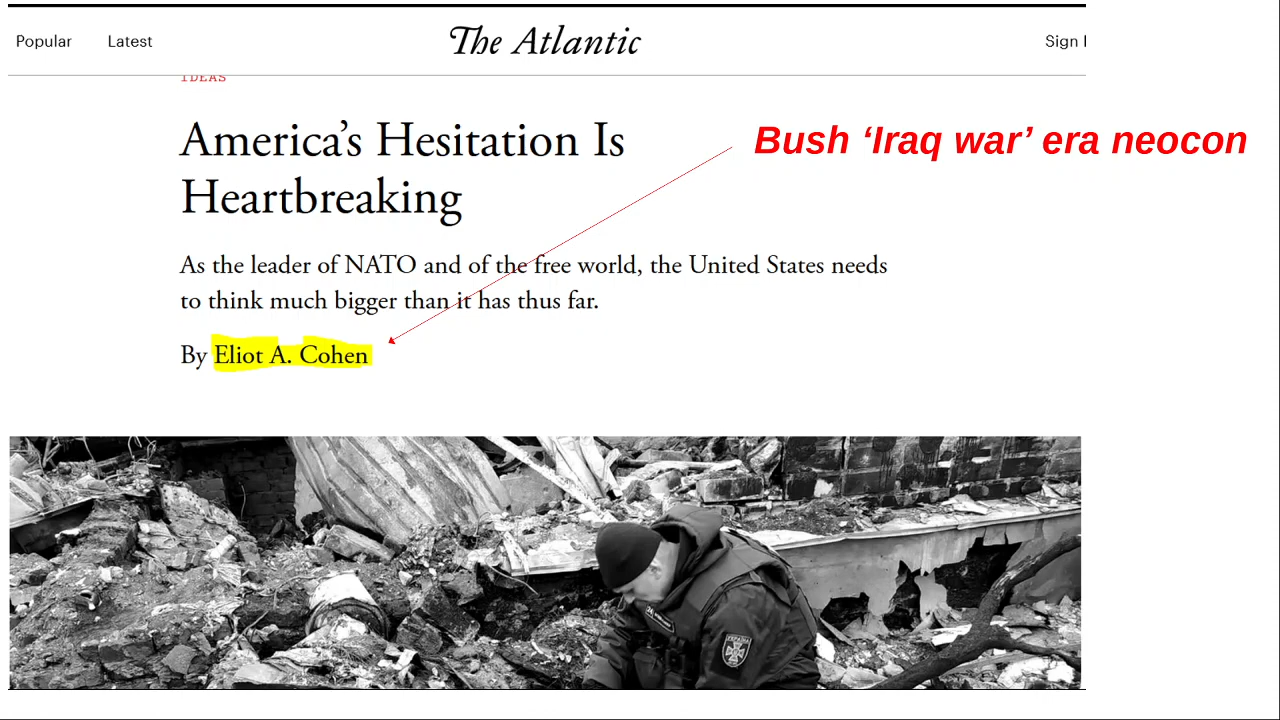 Popular Latest The Atlantic Sign I
IDEAS
America’s Hesitation Is
Heartbreaking
Bush ‘Iraq war’ era neocon
As the leader of NATO and of the free world, the United States needs
to think much bigger than it has thus far.
By Eliot A. Cohen
УКРАЇНА